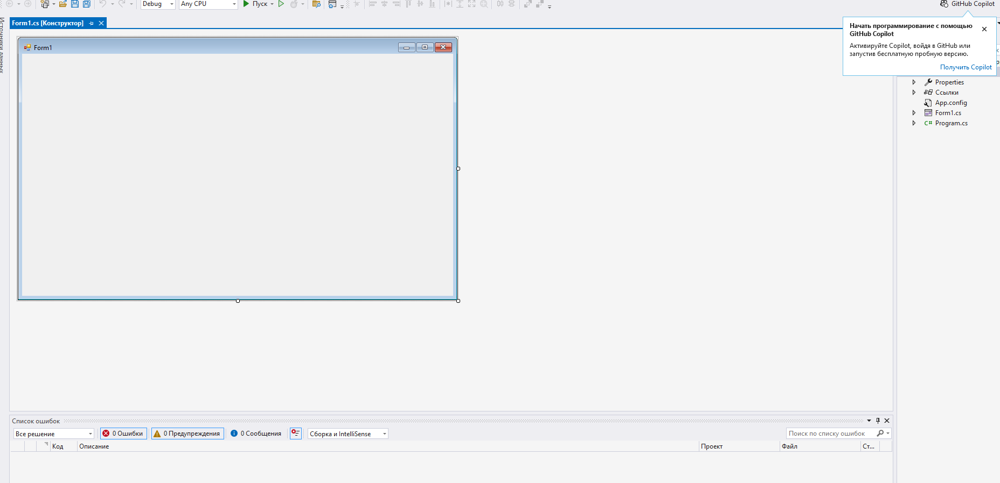 Debug
Any CPU
Пуск
GitHub Copilot
Источники данных
Form1.cs [Конструктор]
Начать программирование с помощью
GitHub Copilot
Активируйте Copilot, войдя в GitHub или
запустив бесплатную пробную версию.
Получить Copilot
Form1
Properties
Ссылки
App.config
Form1.cs
C# Program.cs
Список ошибок
Все решение
0 Ошибки
0 Предупреждения
0 Сообщения
Сборка и IntelliSense
Поиск по списку ошибок
Код
Описание
Проект
Файл
Ст...